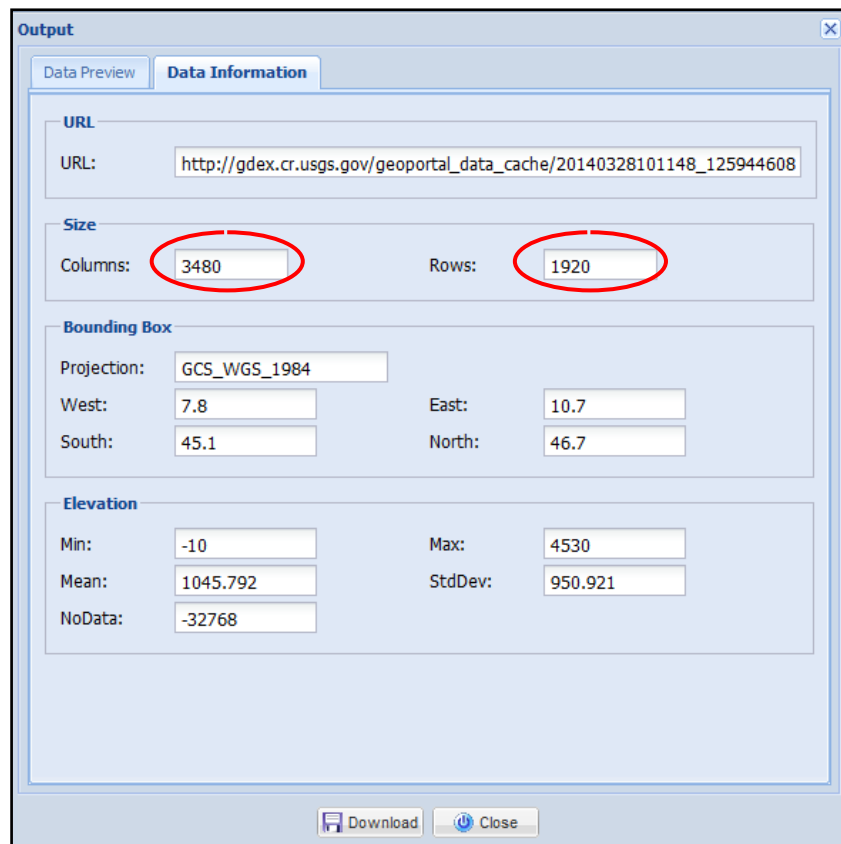 Output
Data Preview Data Information
URL
URL: http://gdex.cr.usgs.gov/geoportal_data_cache/20140328101148_125944608
Size
Columns: 3480 Rows: 1920
Bounding Box
Projection: GCS_WGS_1984
West: 7.8 East: 10.7
South: 45.1 North: 46.7
Elevation
Min: -10 Max: 4530
Mean: 1045.792 StdDev: 950.921
NoData: -32768
Download Close